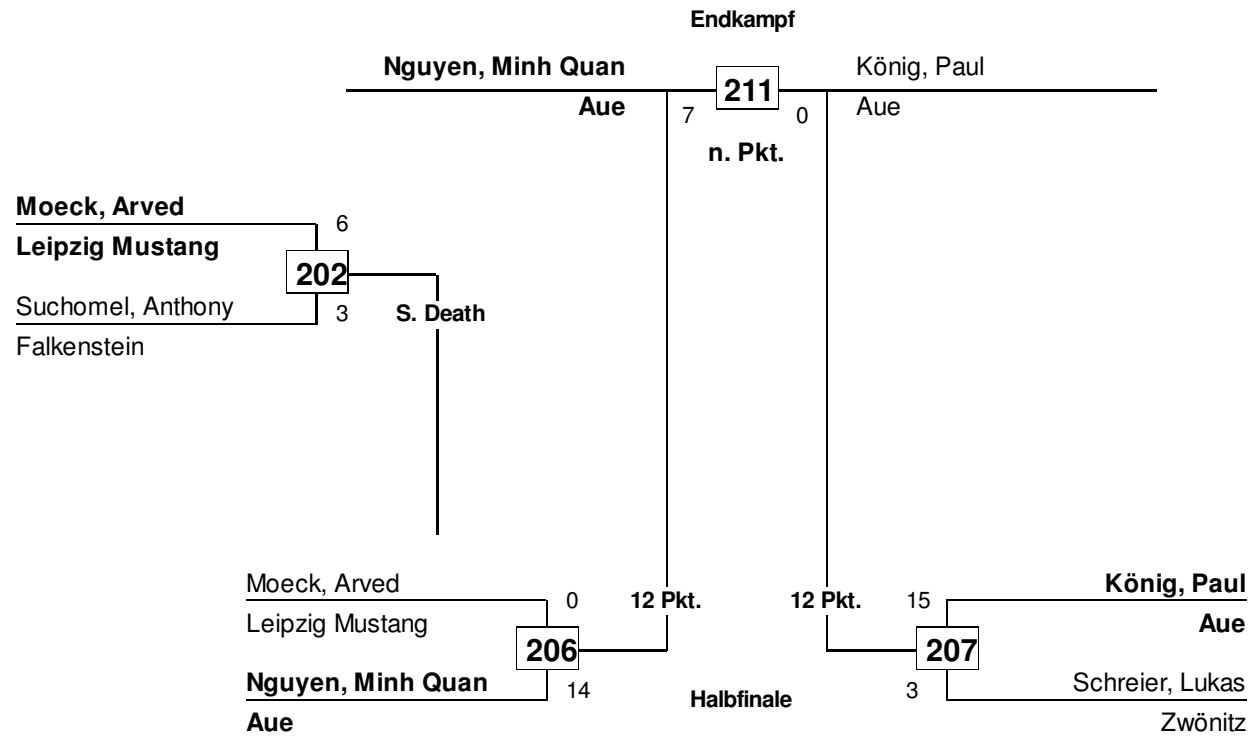 Endkampf
Nguyen, Minh Quan
Aue
7
211
0
König, Paul
Aue
n. Pkt.
Moeck, Arved
6
Leipzig Mustang
202
Suchomel, Anthony
3
S. Death
Falkenstein
Moeck, Arved
0
12 Pkt.
Leipzig Mustang
206
Nguyen, Minh Quan
14
Aue
Halbfinale
12 Pkt.
15
König, Paul
Aue
207
3
Schreier, Lukas
Zwönitz